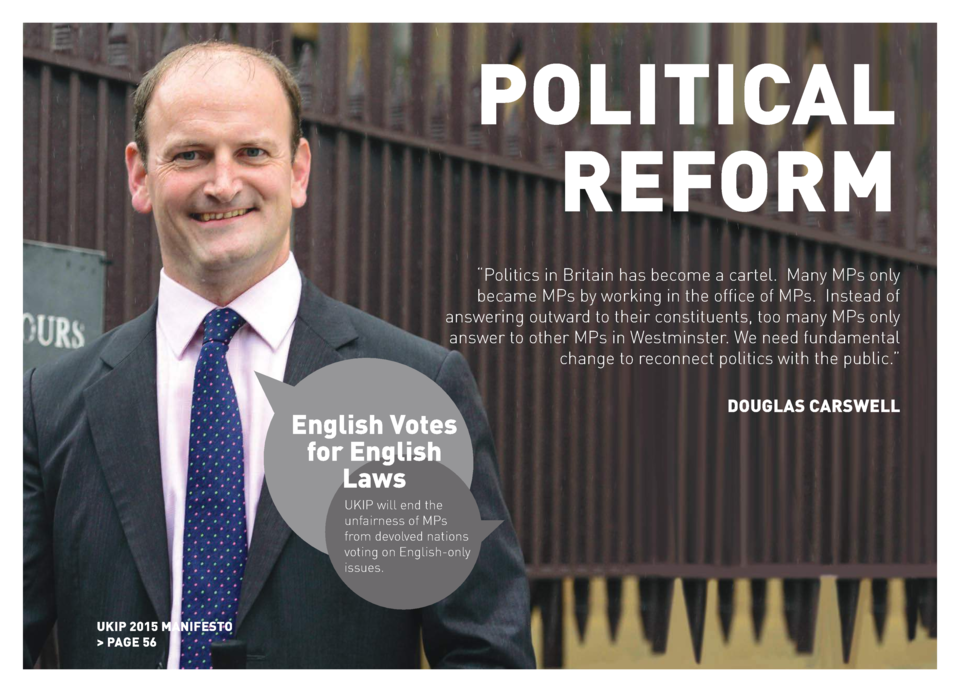 POLITICAL
REFORM
“Politics in Britain has become a cartel.  Many MPs only
became MPs by working in the office of MPs.  Instead of
answering outward to their constituents, too many MPs only
answer to other MPs in Westminster. We need fundamental
change to reconnect politics with the public.”
DOUGLAS CARSWELL
OURS
English Votes
for English
Laws
UKIP will end the
unfairness of MPs
from devolved nations
voting on English-only
issues.
UKIP 2015 MANIFESTO
> PAGE 56